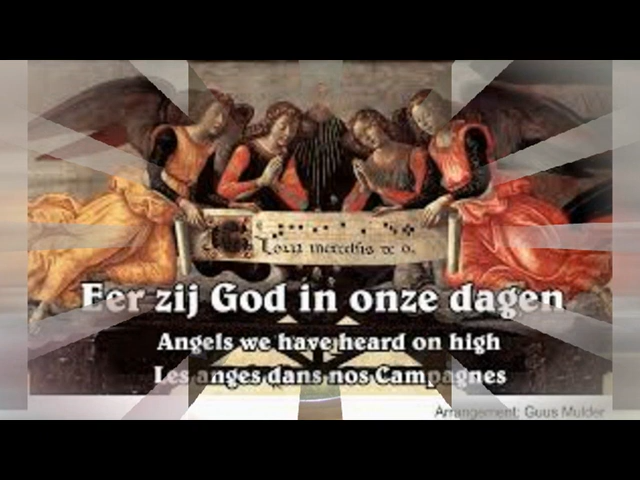 Eer zij God in onze dagen
Angels we have heard on high
Les anges dans nos Campagnes
Arrangement: Guus Mulder